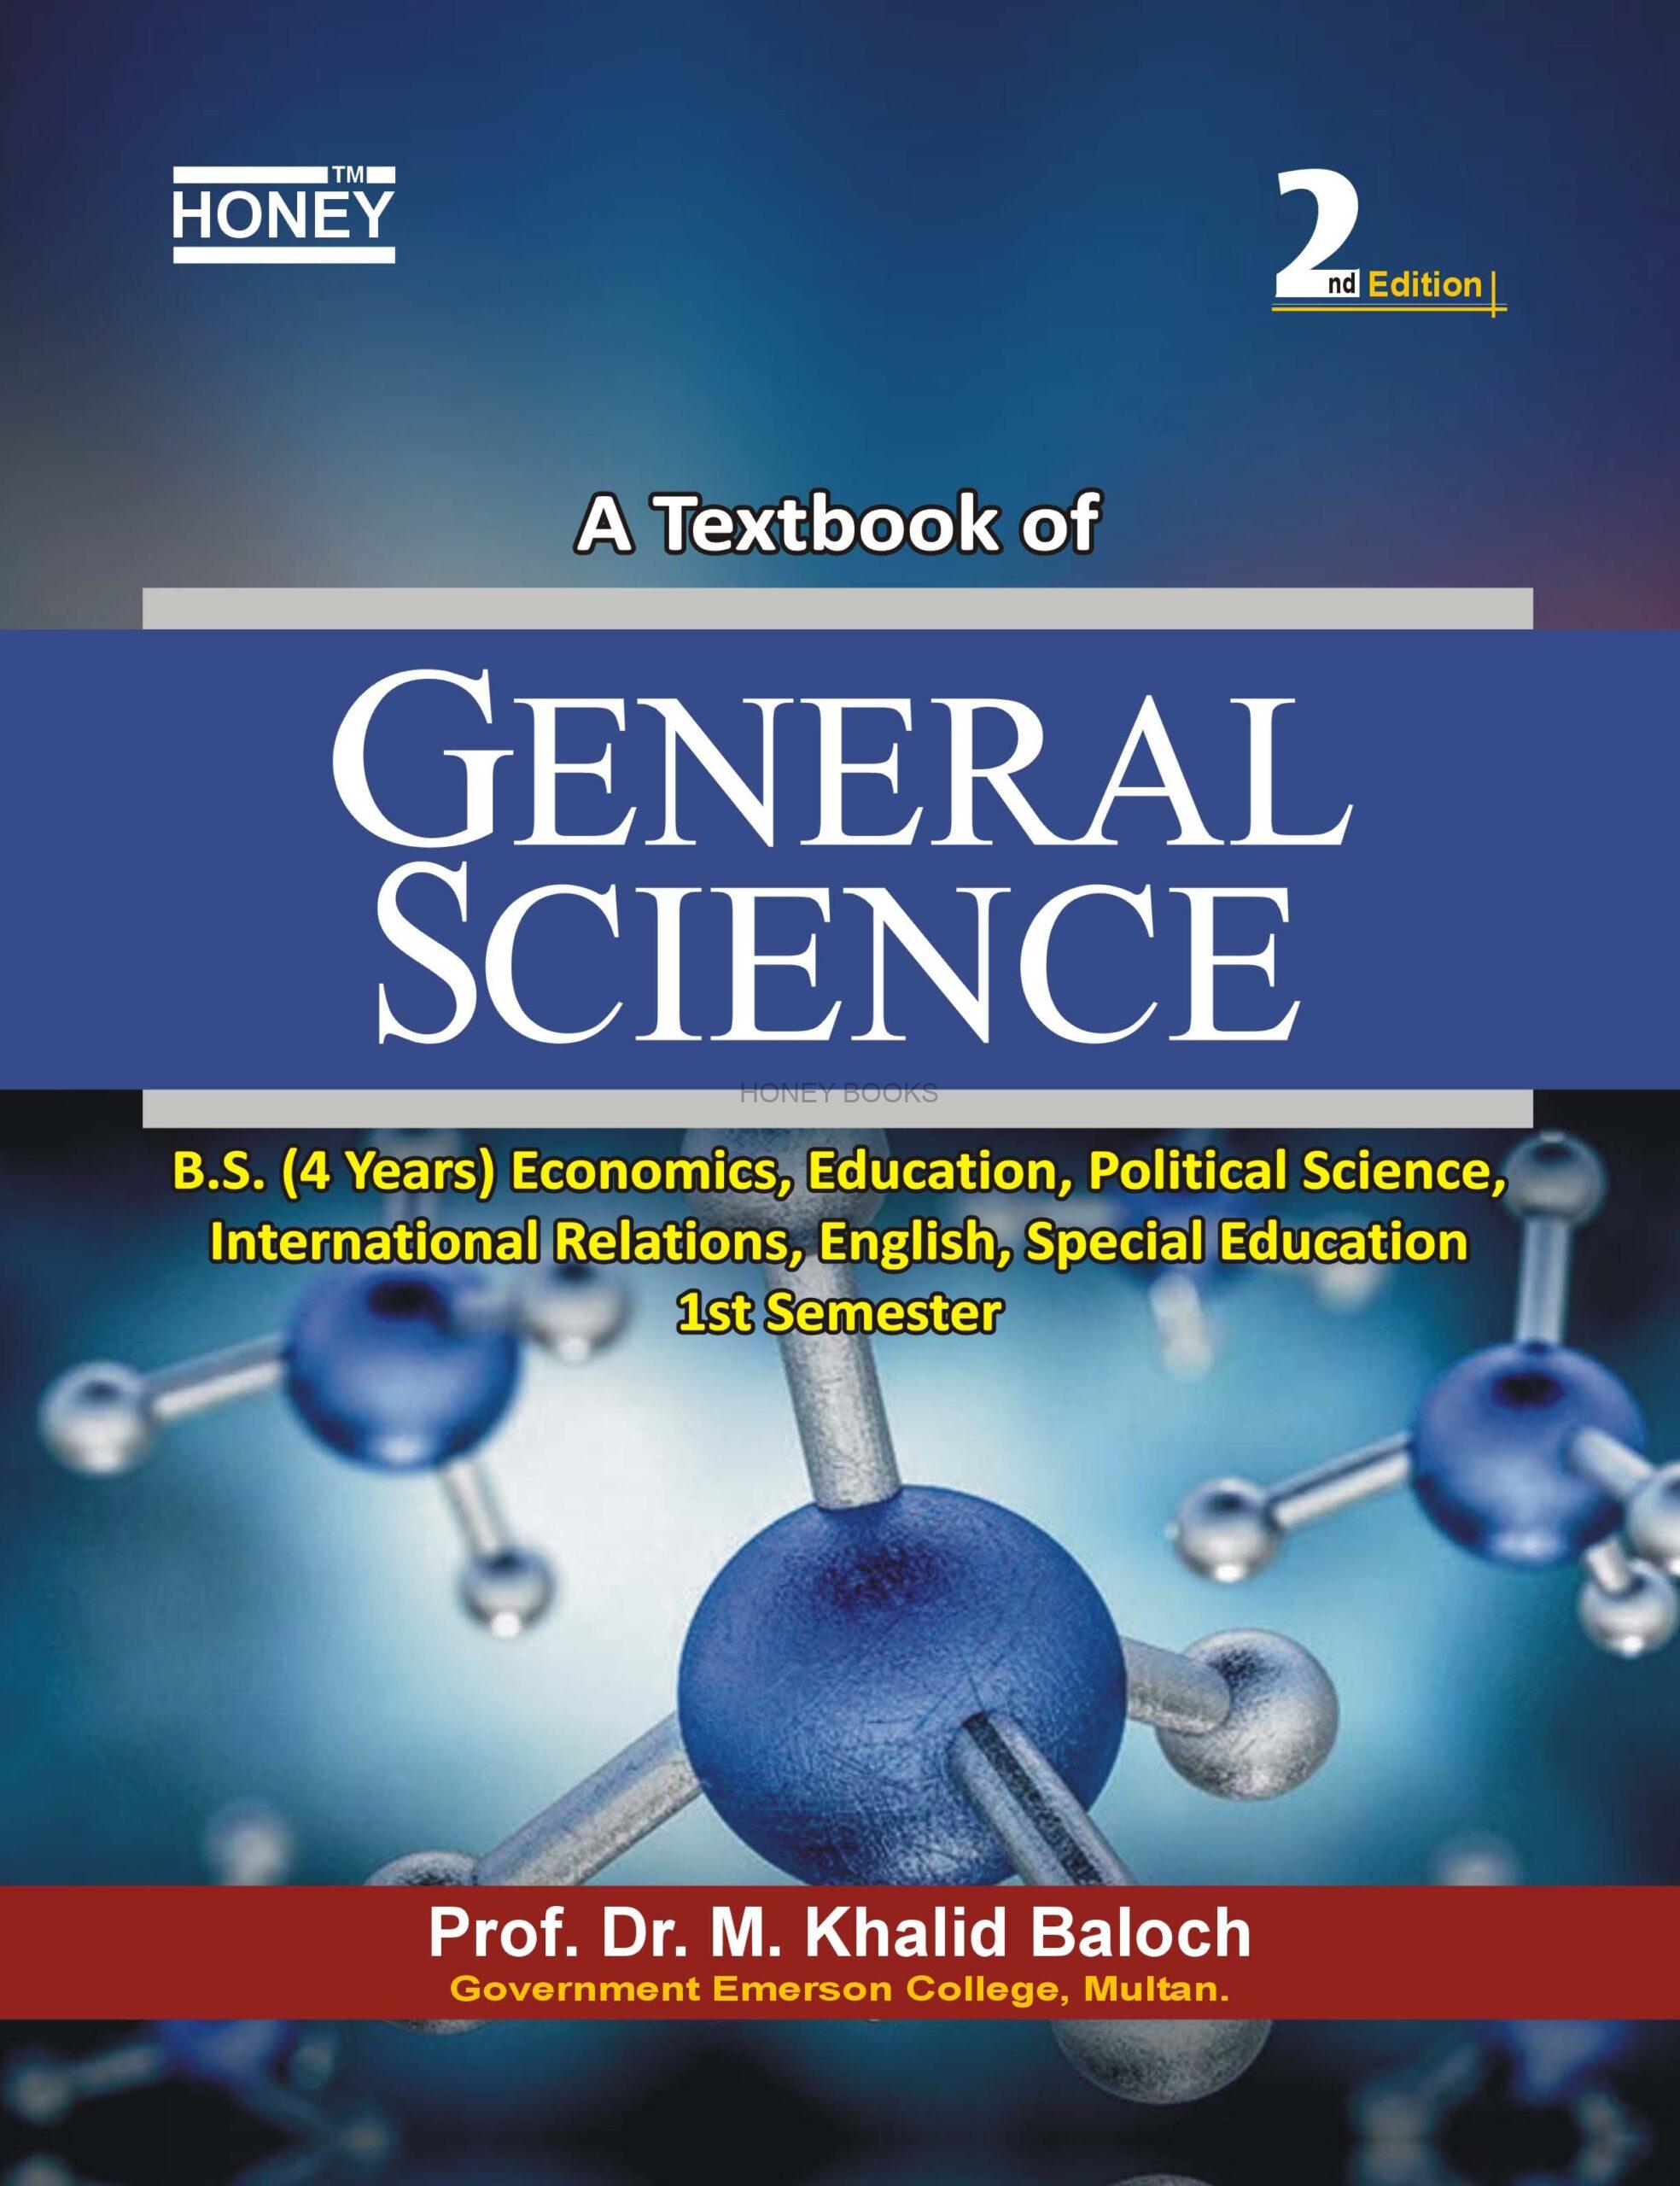 HONEY TM
2nd Edition
A Textbook of
GENERAL
SCIENCE
HONEY BOOKS
B.S. (4 Years) Economics, Education, Political Science,
International Relations, English, Special Education
1st Semester
Prof. Dr. M. Khalid Baloch
Government Emerson College, Multan.